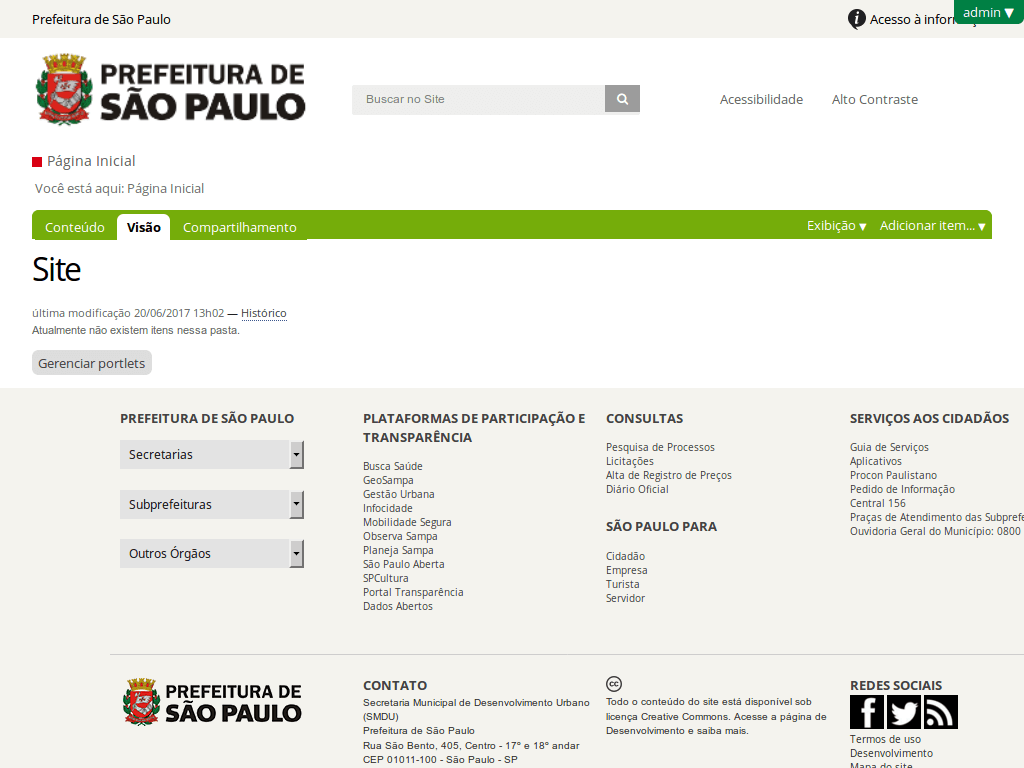 Prefeitura de São Paulo
Acesso à
admin ▼
PREFEITURA DE
SÃO PAULO
Buscar no Site
Acessibilidade
Alto Contraste
Página Inicial
Você está aqui: Página Inicial
Conteúdo
Visão
Compartilhamento
Exibição ▼
Adicionar item... ▼
Site
última modificação 20/06/2017 13h02 — Histórico
Atualmente não existem itens nessa pasta.
Gerenciar portlets
PREFEITURA DE SÃO PAULO
Secretarias
Subprefeituras
Outros Órgãos
PLATAFORMAS DE PARTICIPAÇÃO E
TRANSPARÊNCIA
Busca Saúde
GeoSampa
Gestão Urbana
Infocidade
Mobilidade Segura
Observa Sampa
Planeja Sampa
São Paulo Aberta
SPCultura
Portal Transparência
Dados Abertos
CONSULTAS
Pesquisa de Processos
Licitações
Alta de Registro de Preços
Diário Oficial
SÃO PAULO PARA
Cidadão
Empresa
Turista
Servidor
SERVIÇOS AOS CIDADÃOS
Guia de Serviços
Aplicativos
Procon Paulistano
Pedido de Informação
Central 156
Praças de Atendimento das
Ouvidoria Geral do Município: 0800
PREFEITURA DE
SÃO PAULO
CONTATO
Secretaria Municipal de Desenvolvimento Urbano
(SMDU)
Prefeitura de São Paulo
Rua São Bento, 405, Centro - 17º e 18º andar
CEP 01011-100 - São Paulo - SP
cc
Todo o conteúdo do site está disponível sob
licença Creative Commons. Acesse a página de
Desenvolvimento e saiba mais.
REDES SOCIAIS
Termos de uso
Desenvolvimento
Mapa do site